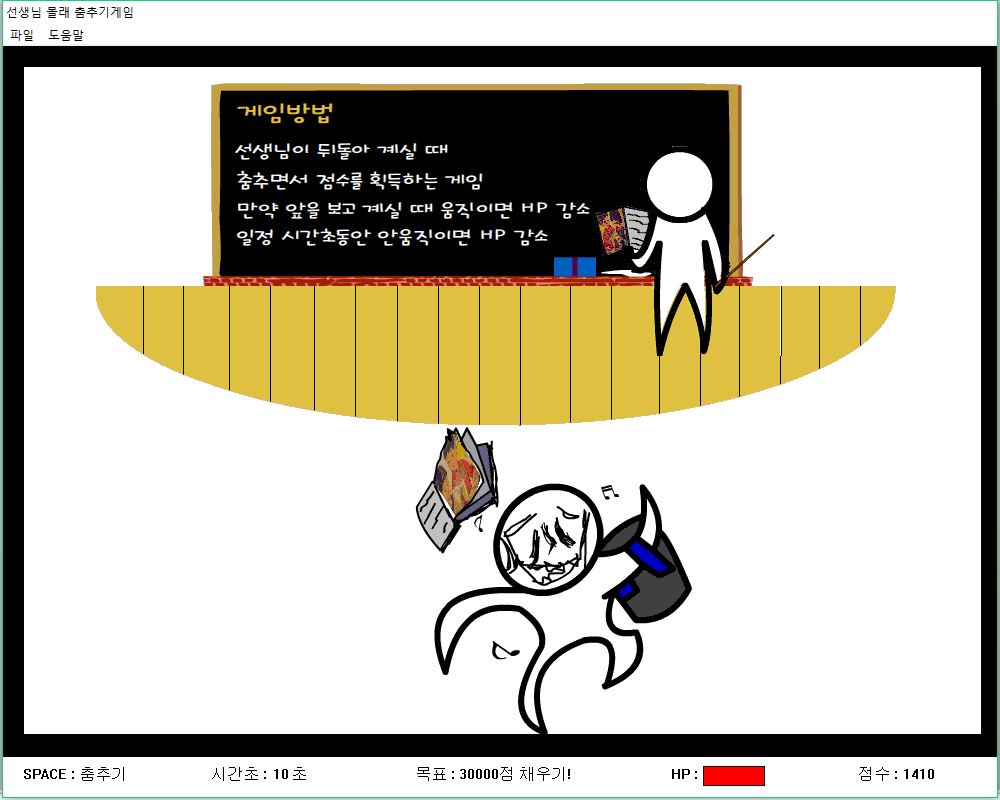 선생님 몰래 춤추기게임
파일 도움말
게임방법
선생님이 뒤돌아 계실 때
춤추면서 점수를 획득하는 게임
만약 앞을 보고 계실 때 움직이면 HP 감소
일정 시간초동안 안움직이면 HP 감소
SPACE : 춤추기 시간초 : 10 초 목표 : 30000점 채우기! HP : 점수 : 1410